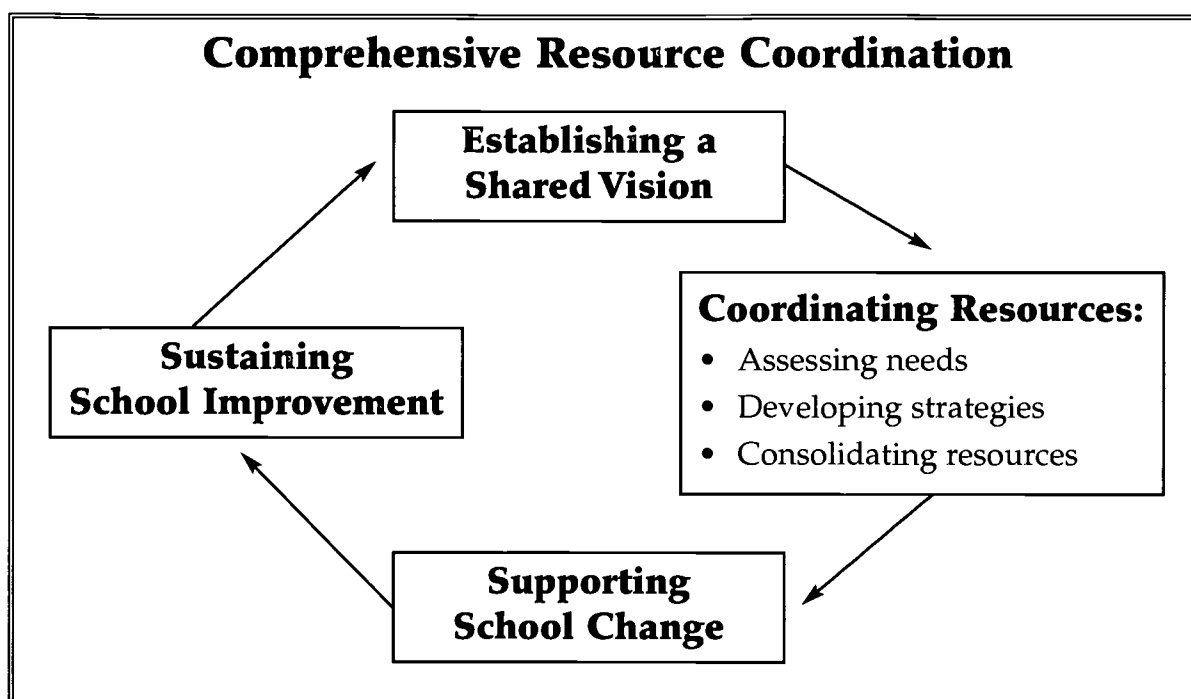 Comprehensive Resource Coordination
Establishing a
Shared Vision
Coordinating Resources:
• Assessing needs
• Developing strategies
• Consolidating resources
Supporting
School Change
Sustaining
School Improvement